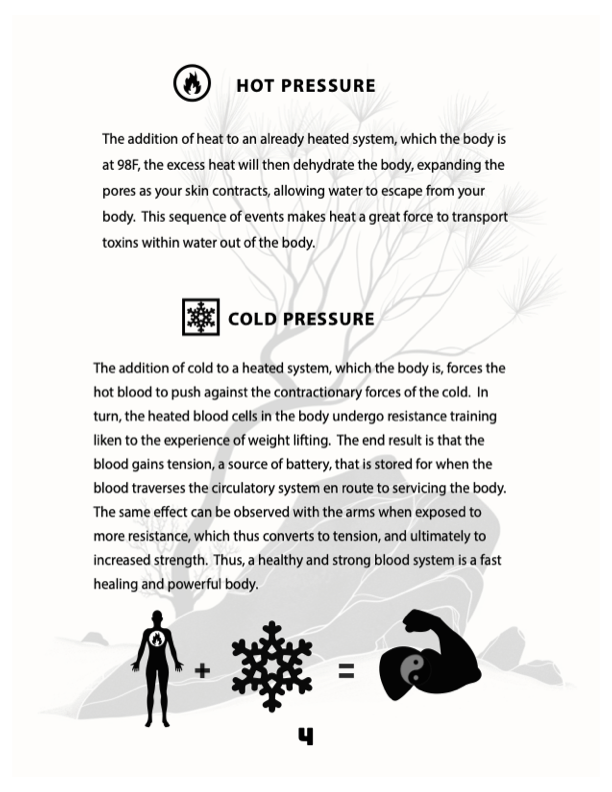 HOT PRESSURE
The addition of heat to an already heated system, which the body is
at 98F, the excess heat will then dehydrate the body, expanding the
pores as your skin contracts, allowing water to escape from your
body.  This sequence of events makes heat a great force to transport
toxins within water out of the body.
COLD PRESSURE
The addition of cold to a heated system, which the body is, forces the
hot blood to push against the contractionary forces of the cold.  In
turn, the heated blood cells in the body undergo resistance training
liken to the experience of weight lifting.  The end result is that the
blood gains tension, a source of battery, that is stored for when the
blood traverses the circulatory system en route to servicing the body.
The same effect can be observed with the arms when exposed to
more resistance, which thus converts to tension, and ultimately to
increased strength.  Thus, a healthy and strong blood system is a fast
healing and powerful body.
+ =
4